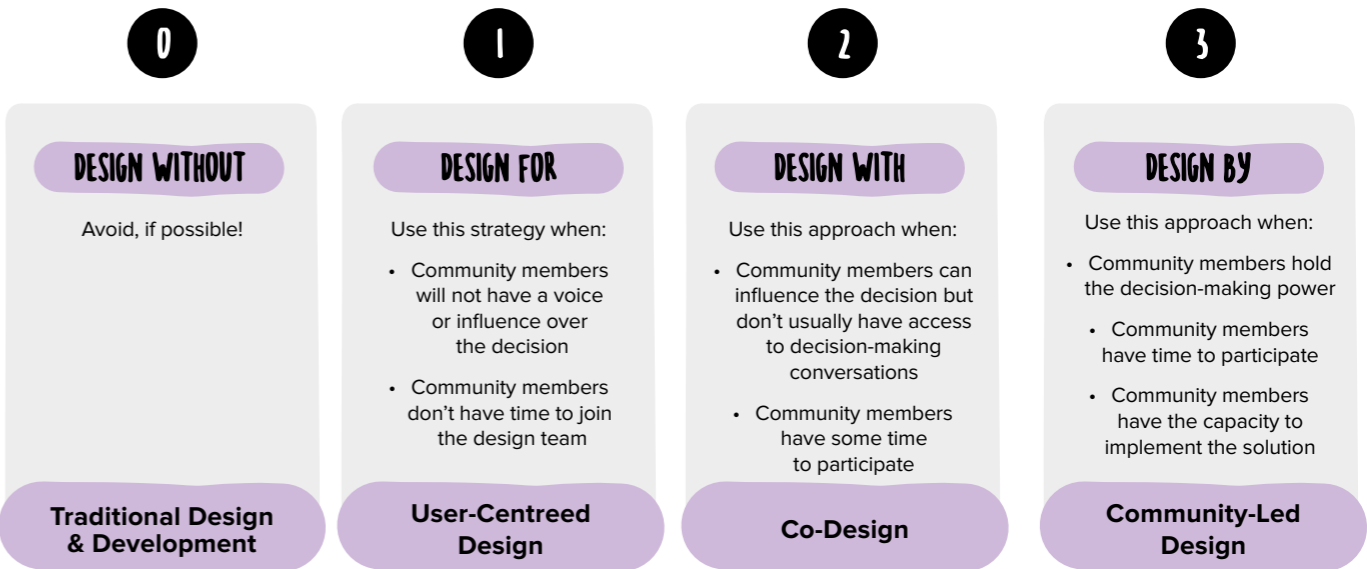 0
DESIGN WITHOUT
Avoid, if possible!
Traditional Design
& Development
1
DESIGN FOR
Use this strategy when:
• Community members
will not have a voice
or influence over
the decision
• Community members
don't have time to join
the design team
User-Centreed
Design
2
DESIGN WITH
Use this approach when:
• Community members can
influence the decision but
don't usually have access
to decision-making
conversations
• Community members
have some time
to participate
Co-Design
3
DESIGN BY
Use this approach when:
• Community members hold
the decision-making power
• Community members
have time to participate
• Community members
have the capacity to
implement the solution
Community-Led
Design